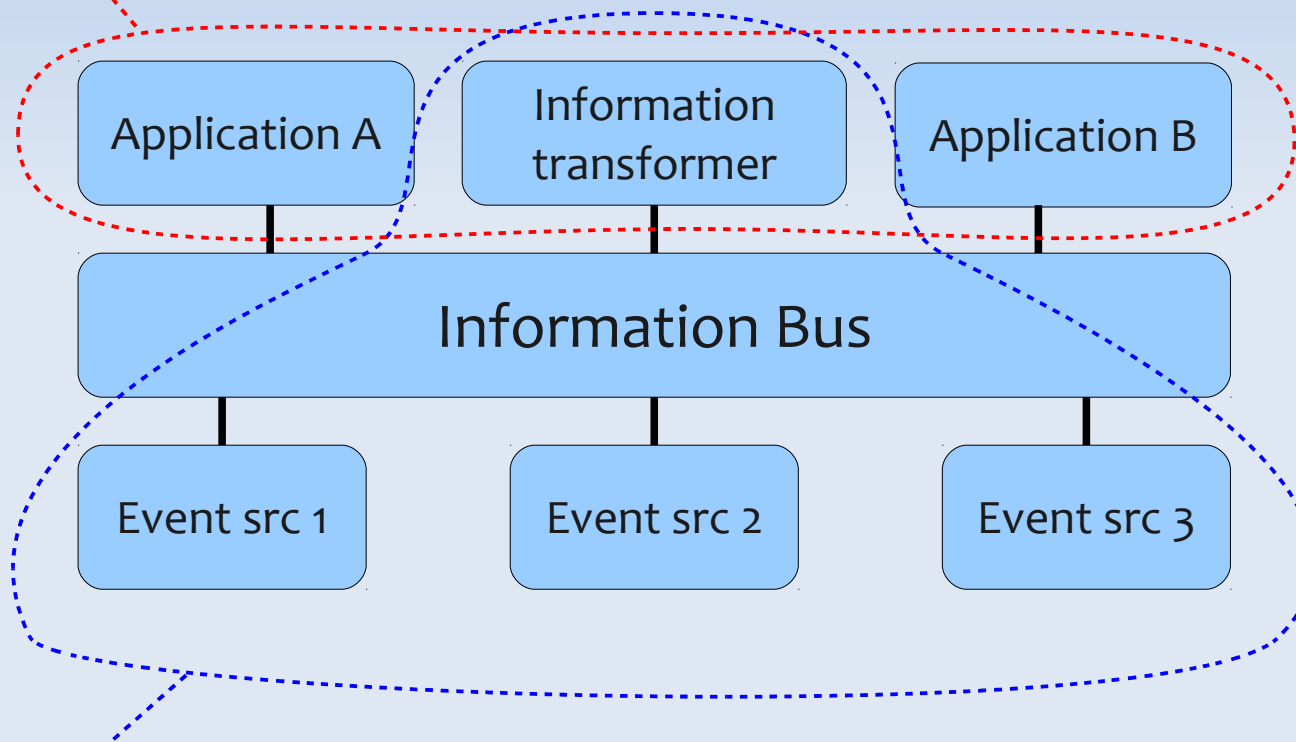 Application A
Information
transformer
Application B
Information Bus
Event src 1
Event src 2
Event src 3